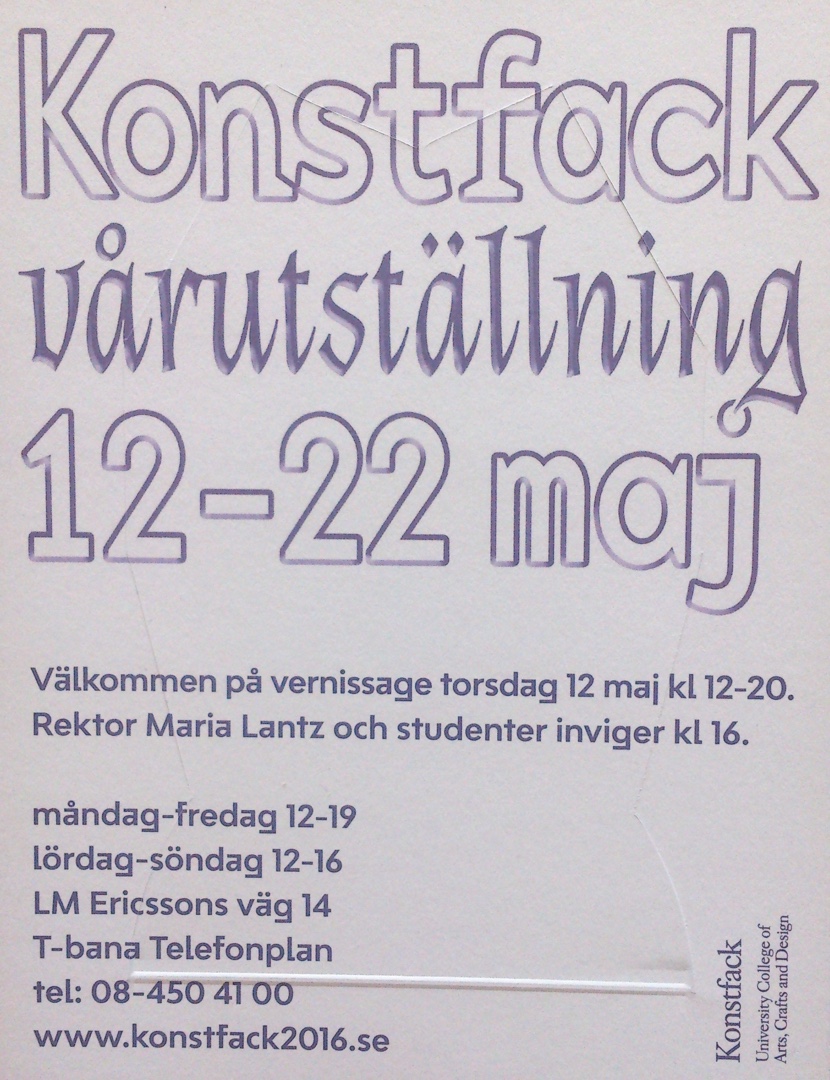 Konstfack
vårutställning
12–22 maj
Välkommen på vernissage torsdag 12 maj kl 12–20.
Rektor Maria Lantz och studenter inviger kl 16.
måndag–fredag 12–19
lördag–söndag 12–16
LM Ericssons väg 14
T-bana Telefonplan
tel: 08-450 41 00
www.konstfack2016.se
Konstfack
University College of
Arts, Crafts and Design